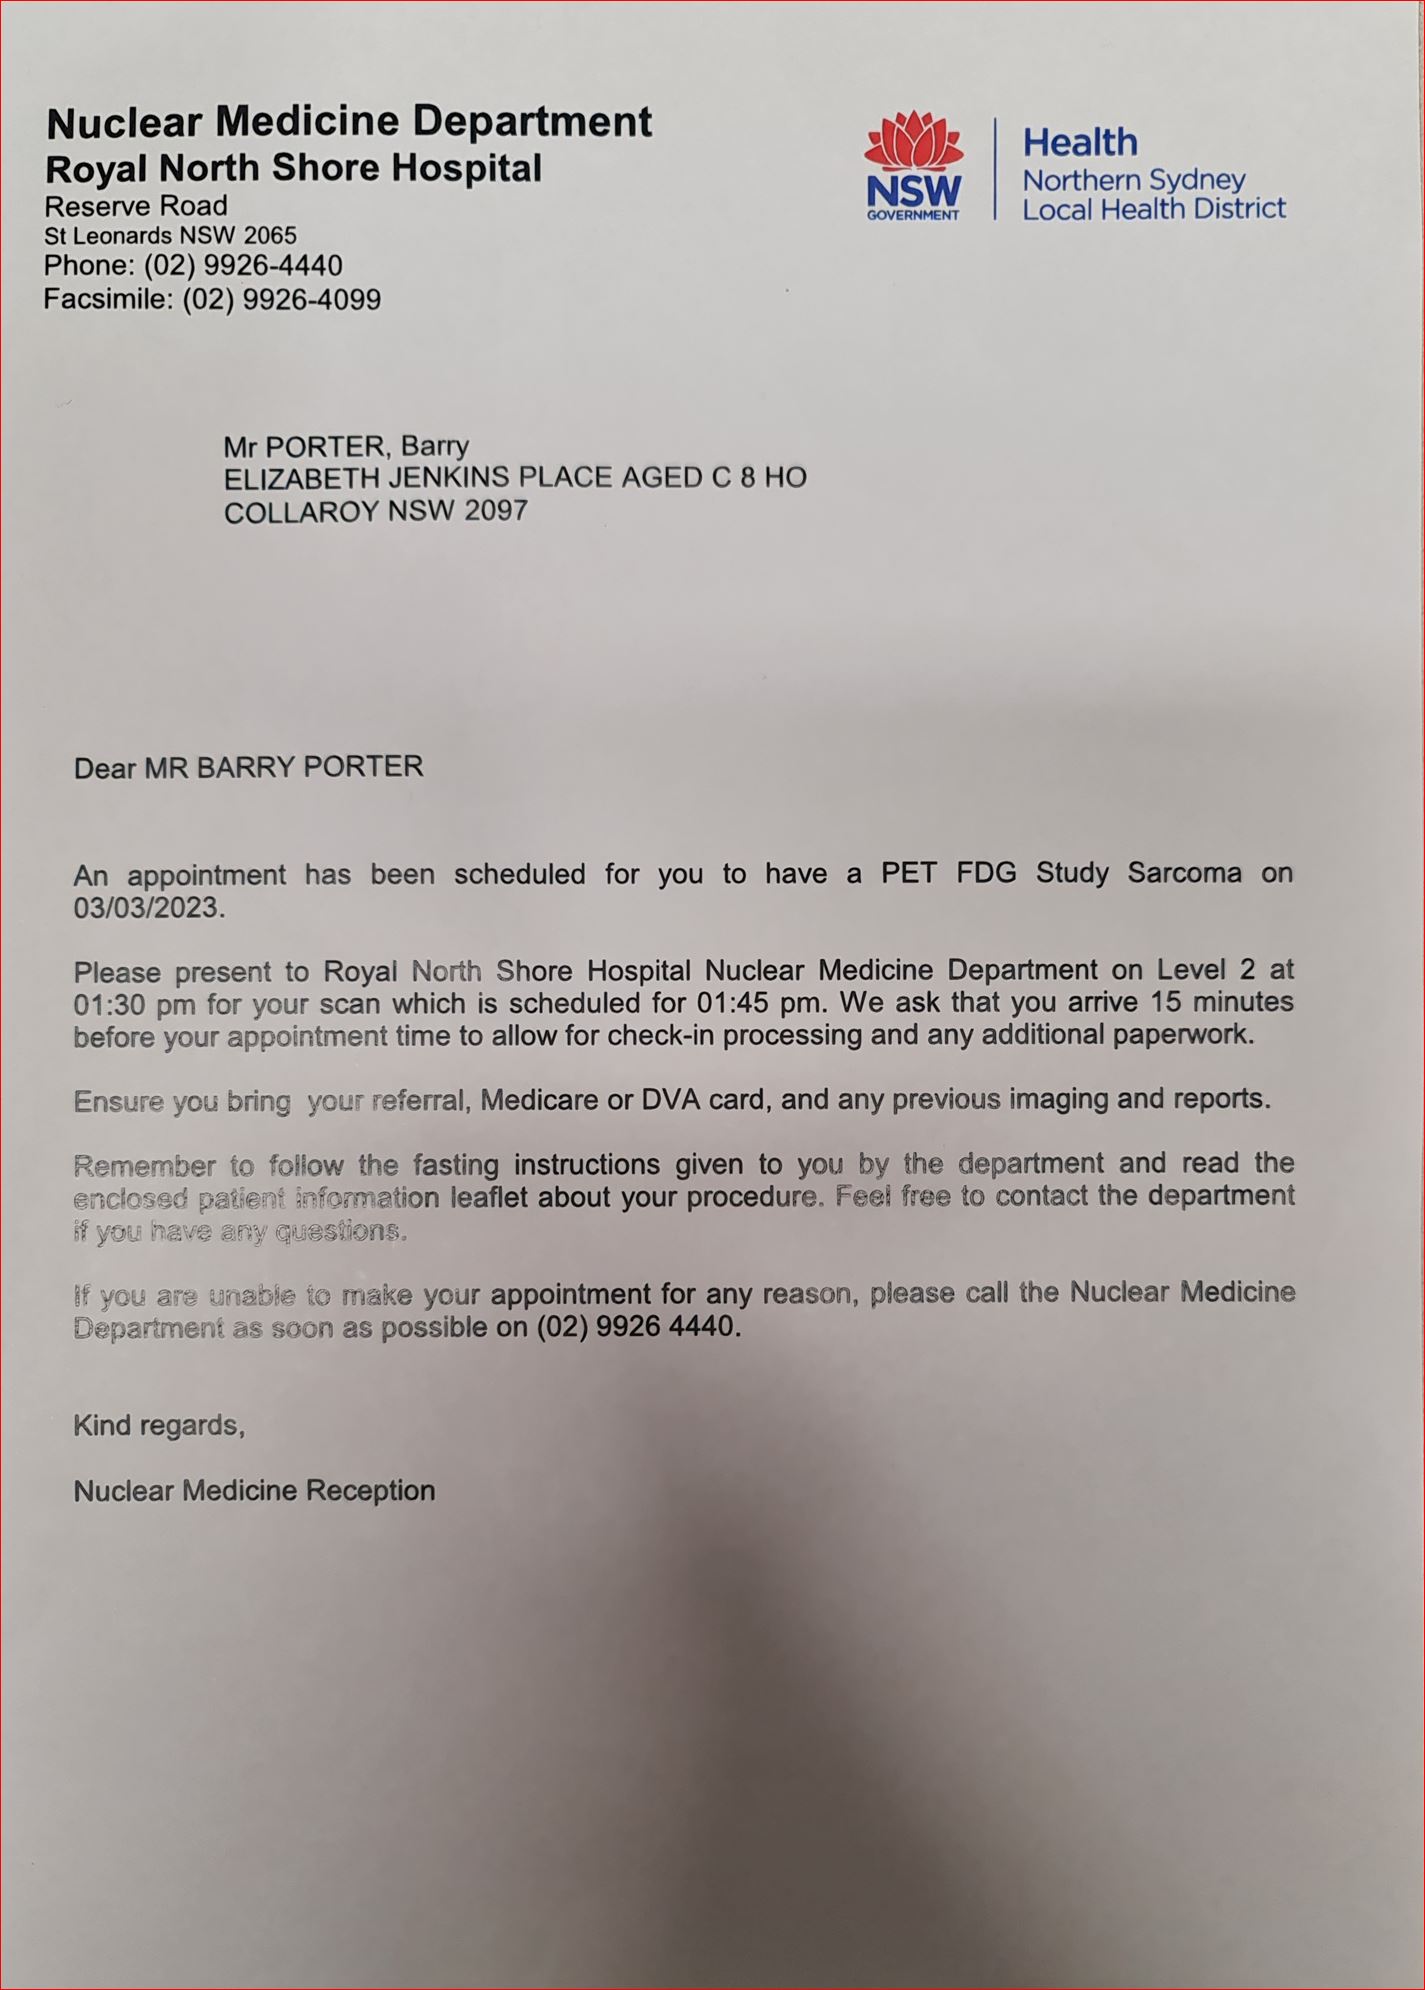 Nuclear Medicine Department
Royal North Shore Hospital
Reserve Road
St Leonards NSW 2065
Phone: (02) 9926-4440
Facsimile: (02) 9926-4099
NSW
GOVERNMENT
Health
Northern Sydney
Local Health District
Mr PORTER, Barry
ELIZABETH JENKINS PLACE AGED C 8 HO
COLLAROY NSW 2097
Dear MR BARRY PORTER
An appointment has been scheduled for you to have a PET FDG Study Sarcoma on
03/03/2023.
Please present to Royal North Shore Hospital Nuclear Medicine Department on Level 2 at
01:30 pm for your scan which is scheduled for 01:45 pm. We ask that you arrive 15 minutes
before your appointment time to allow for check-in processing and any additional paperwork.
Ensure you bring your referral, Medicare or DVA card, and any previous imaging and reports.
Remember to follow the fasting instructions given to you by the department and read the
enclosed patient information leaflet about your procedure. Feel free to contact the department
if you have any questions.
If you are unable to make your appointment for any reason, please call the Nuclear Medicine
Department as soon as possible on (02) 9926 4440.
Kind regards,
Nuclear Medicine Reception